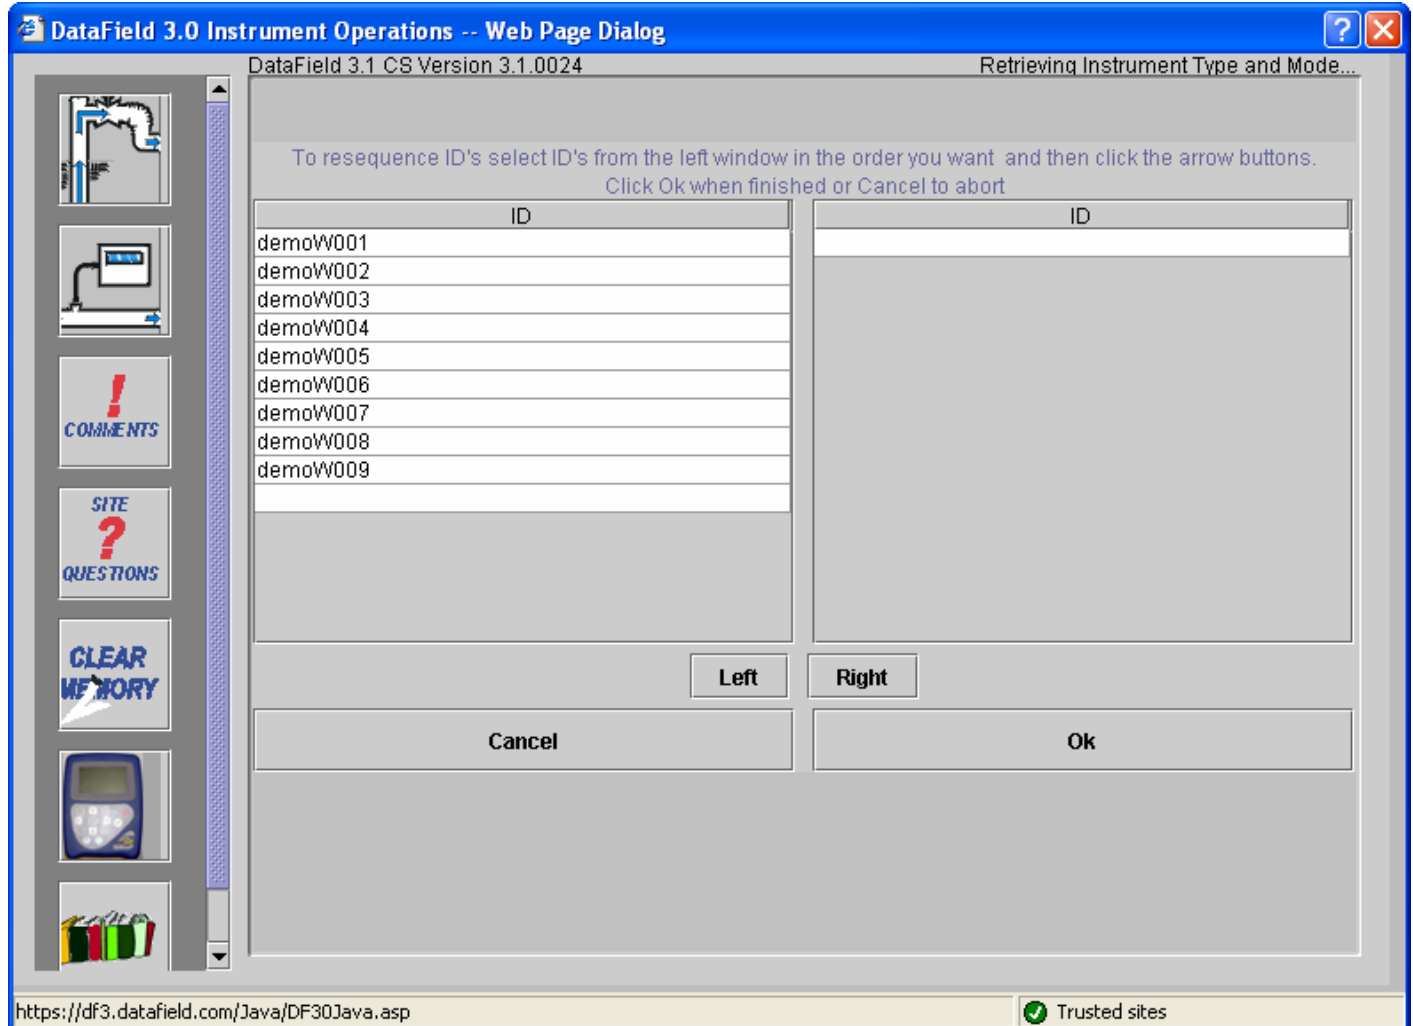 DataField 3.0 Instrument Operations -- Web Page Dialog
DataField 3.1 CS Version 3.1.0024
Retrieving Instrument Type and Mode...
To resequence ID's select ID's from the left window in the order you want and then click the arrow buttons.
Click Ok when finished or Cancel to abort
ID
ID
demoW001
demoW002
demoW003
demoW004
demoW005
demoW006
demoW007
demoW008
demoW009
!
COMMENTS
SITE
?
QUESTIONS
CLEAR
MEMORY
Left
Right
Cancel
Ok
https://df3.datafield.com/Java/DF30Java.asp
Trusted sites